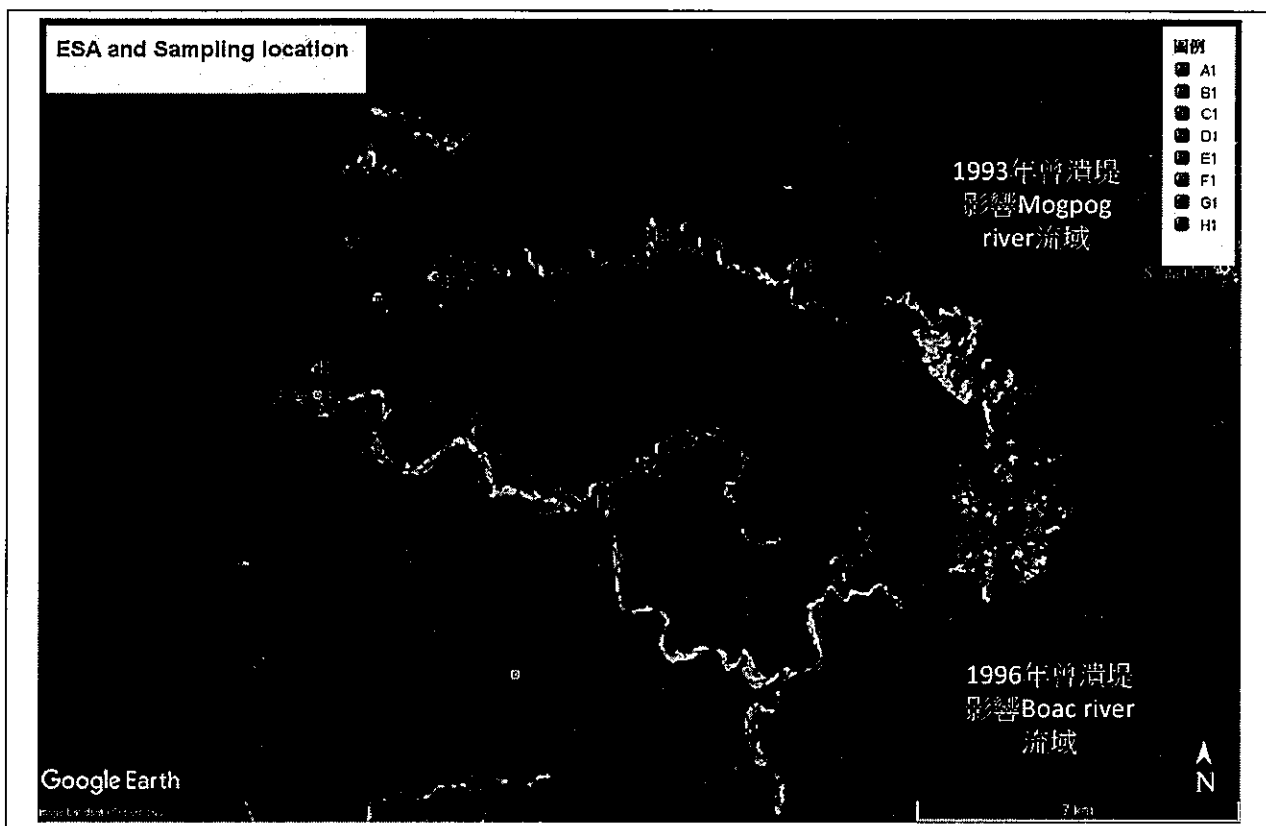 ESA and Sampling location
圖例
A1
B1
C1
D1
E1
F1
G1
H1
1993年曾潰堤
影響Mogpog
river流域
1996年曾潰堤
影響Boac river
流域
Google Earth
N
7 km